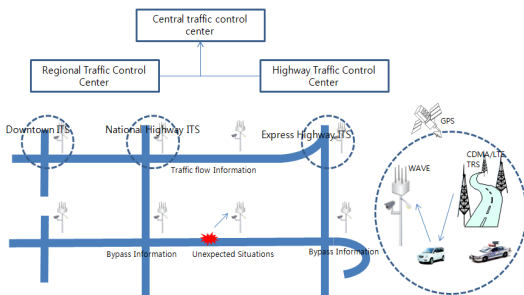 Central traffic control
center
Regional Traffic Control
Center
Highway Traffic Control
Center
Downtown ITS
National Highway ITS
Express Highway ITS
GPS
Traffic flow Information
WAVE
CDMA/LTE
TRS
Bypass Information
Unexpected Situations
Bypass Information